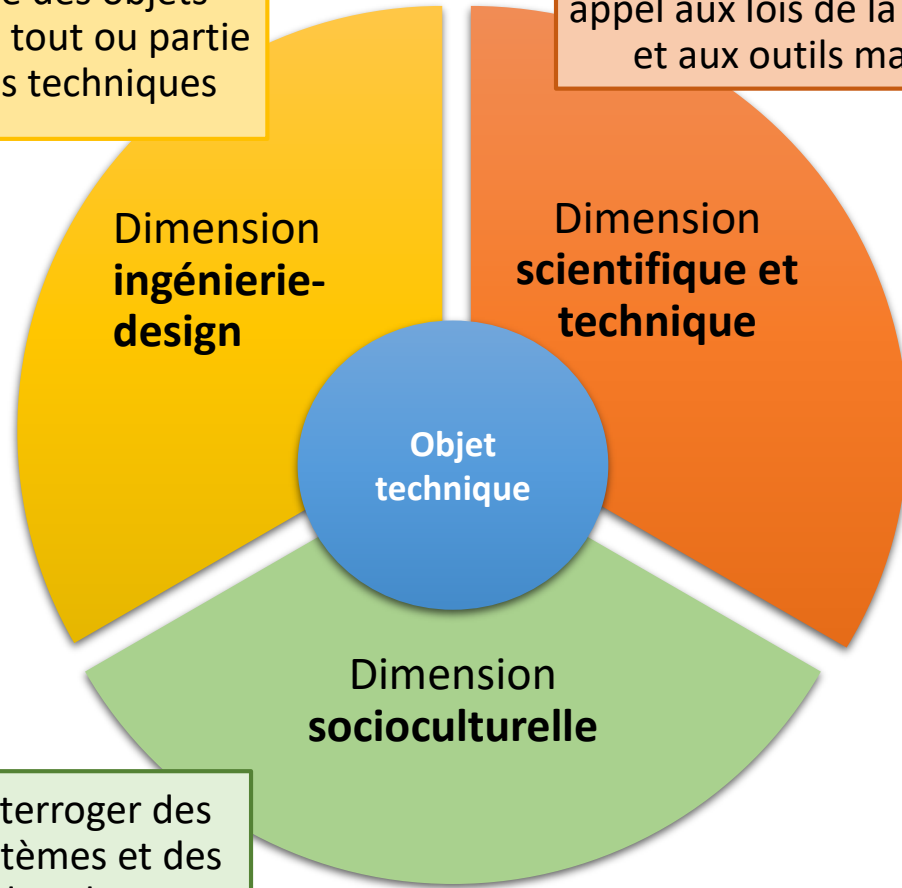 des objets
tout ou partie
s techniques
appel aux lois de la
et aux outils
Dimension
ingénierie-
design
Dimension
scientifique et
technique
Objet
technique
Dimension
socioculturelle
terroger des
tèmes et des